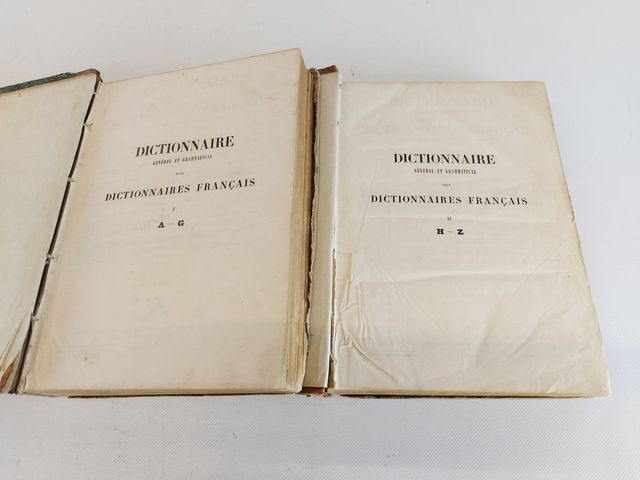 DICTIONNAIRE
GÉNÉRAL ET GRAMMATICAL
DES
DICTIONNAIRES FRANÇAIS
I
A—G
DICTIONNAIRE
GÉNÉRAL ET GRAMMATICAL
DES
DICTIONNAIRES FRANÇAIS
II
H—Z